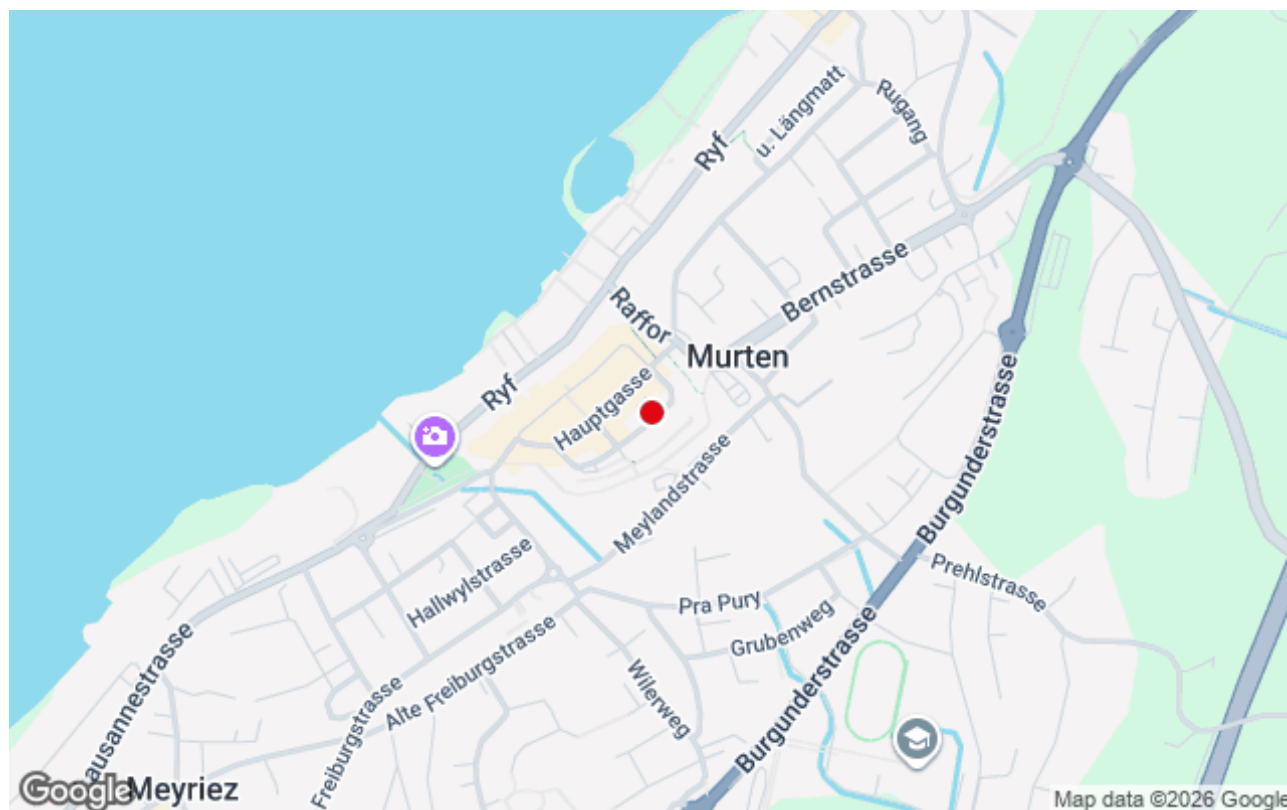 u. Längmatt
Rugang
Ryf
Bernstrasse
Raffor
Murten
Hauptgasse
Ryf
Burgunderstrasse
Meylandstrasse
Prehlstrasse
Hallwylstrasse
Pra Pury
Grubenweg
Alte Freiburgstrasse
Wilerweg
ausannestrasse
Freiburgstrasse
Burgunderstrasse
Google
Meyriez
Map data ©2026 Google